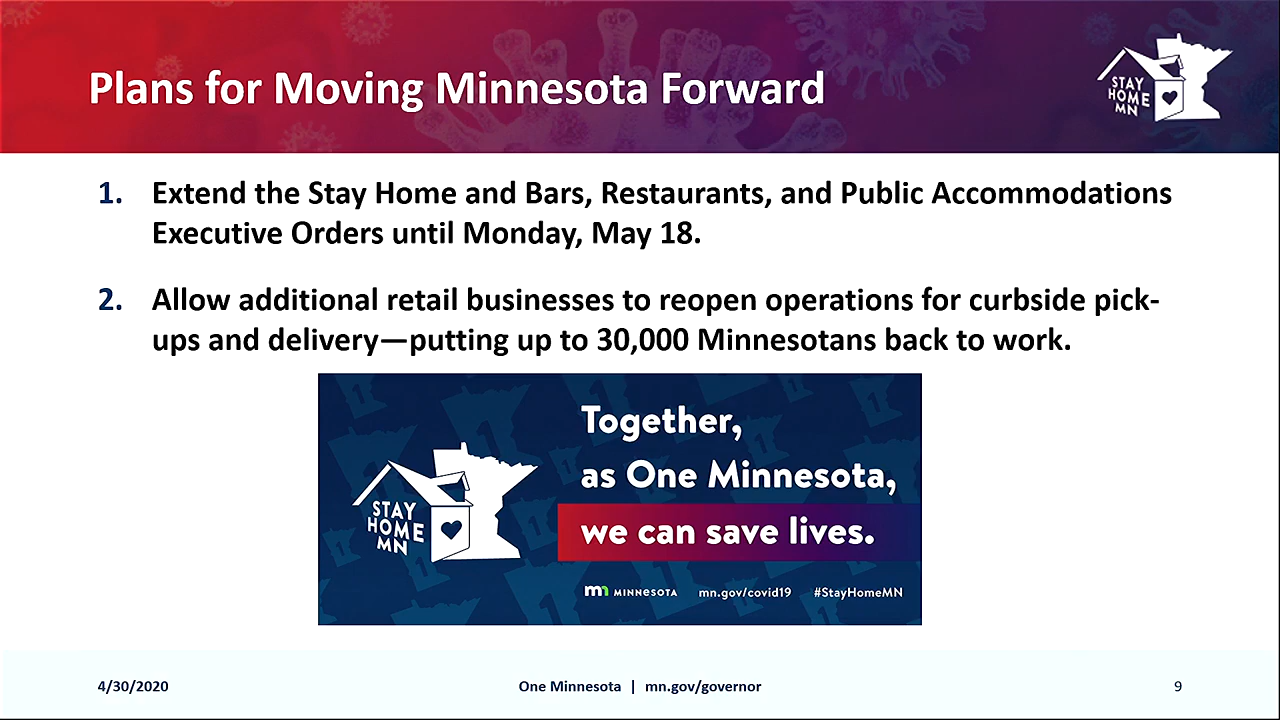 Plans for Moving Minnesota Forward
STAY
HOME
MN
1. Extend the Stay Home and Bars, Restaurants, and Public Accommodations
Executive Orders until Monday, May 18.
2. Allow additional retail businesses to reopen operations for curbside pick-
ups and delivery—putting up to 30,000 Minnesotans back to work.
STAY
HOME
MN
Together,
as One Minnesota,
we can save lives.
mn MINNESOTA mn.gov/covid19 #StayHomeMN
4/30/2020 One Minnesota | mn.gov/governor 9